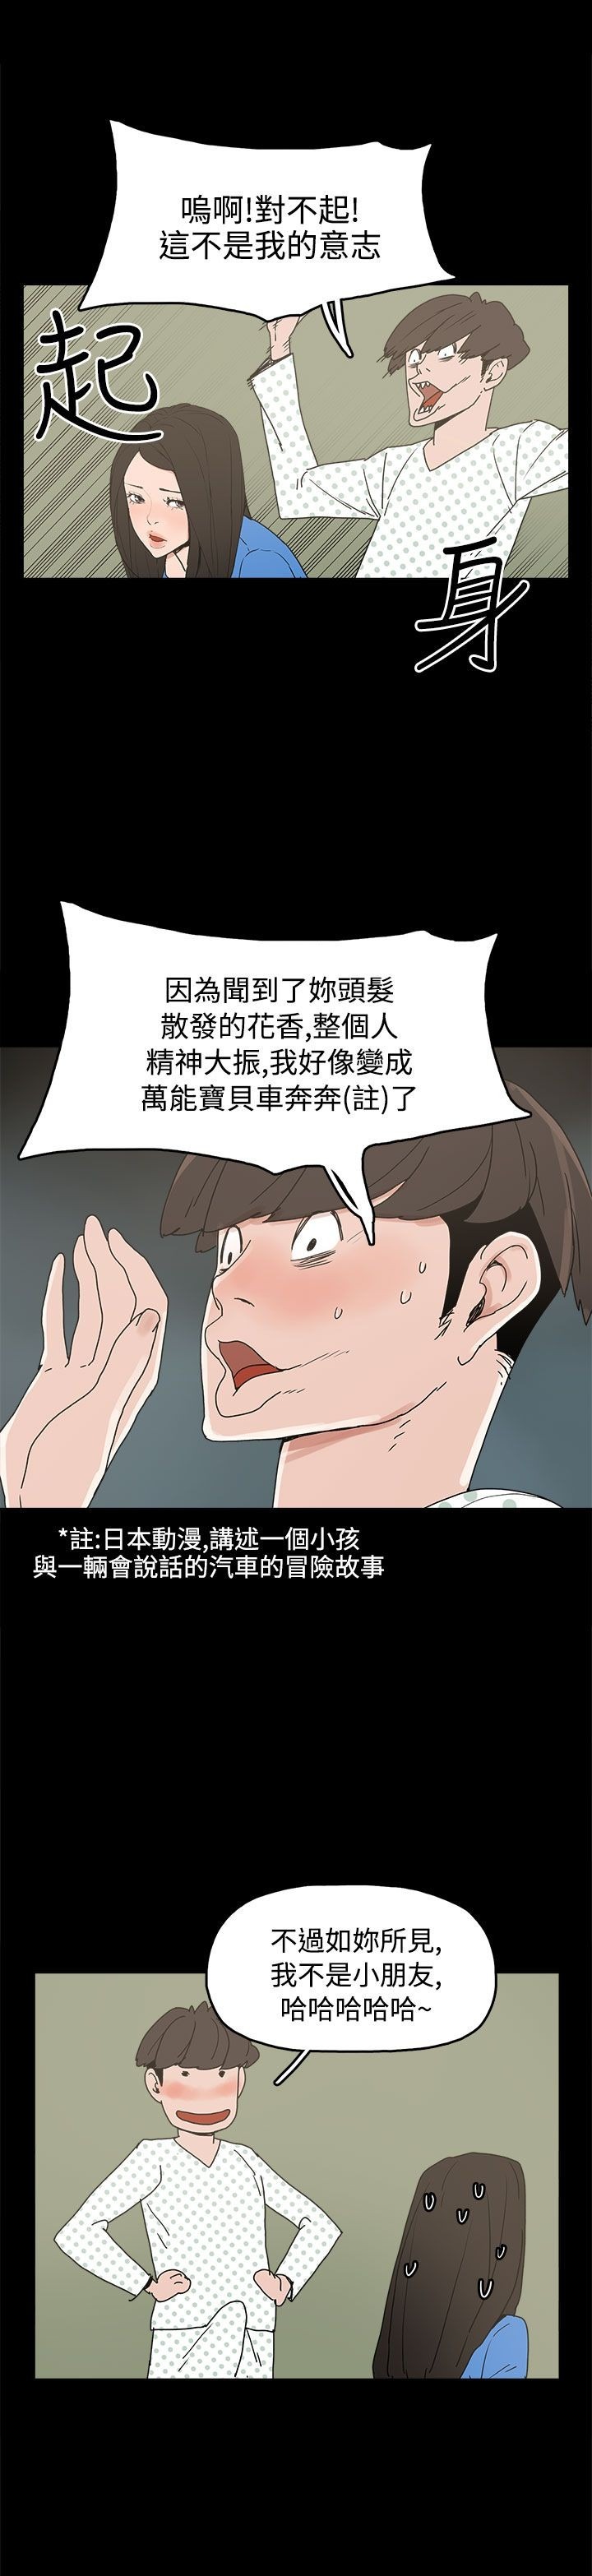 嗚啊!對不起!
這不是我的意志
起
身
因為聞到了妳頭髮
散發的花香,整個人
精神大振,我好像變成
萬能寶貝車奔奔(註)了
*註:日本動漫,講述一個小孩
與一輛會說話的汽車的冒險故事
不過如妳所見,
我不是小朋友,
哈哈哈哈哈~